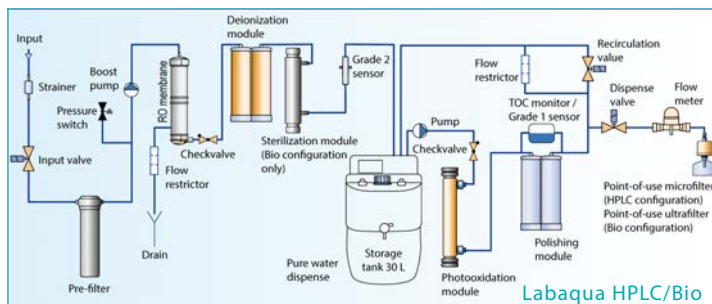 Input
Strainer
Boost
pump
Pressure
switch
Input valve
Pre-filter
RO membrane
Deionization
module
Checkvalve
Flow
restrictor
Drain
Sterilization module
(Bio configuration
only)
Grade 2
sensor
Pump
Checkvalve
Storage
tank 30 L
Pure water
dispense
Photooxidation
module
Flow
restrictor
TOC monitor /
Grade 1 sensor
Polishing
module
Recirculation
value
Dispense
valve
Flow
meter
Point-of-use microfilter
(HPLC configuration)
Point-of-use ultrafilter
(Bio configuration)
Labaqua HPLC/Bio